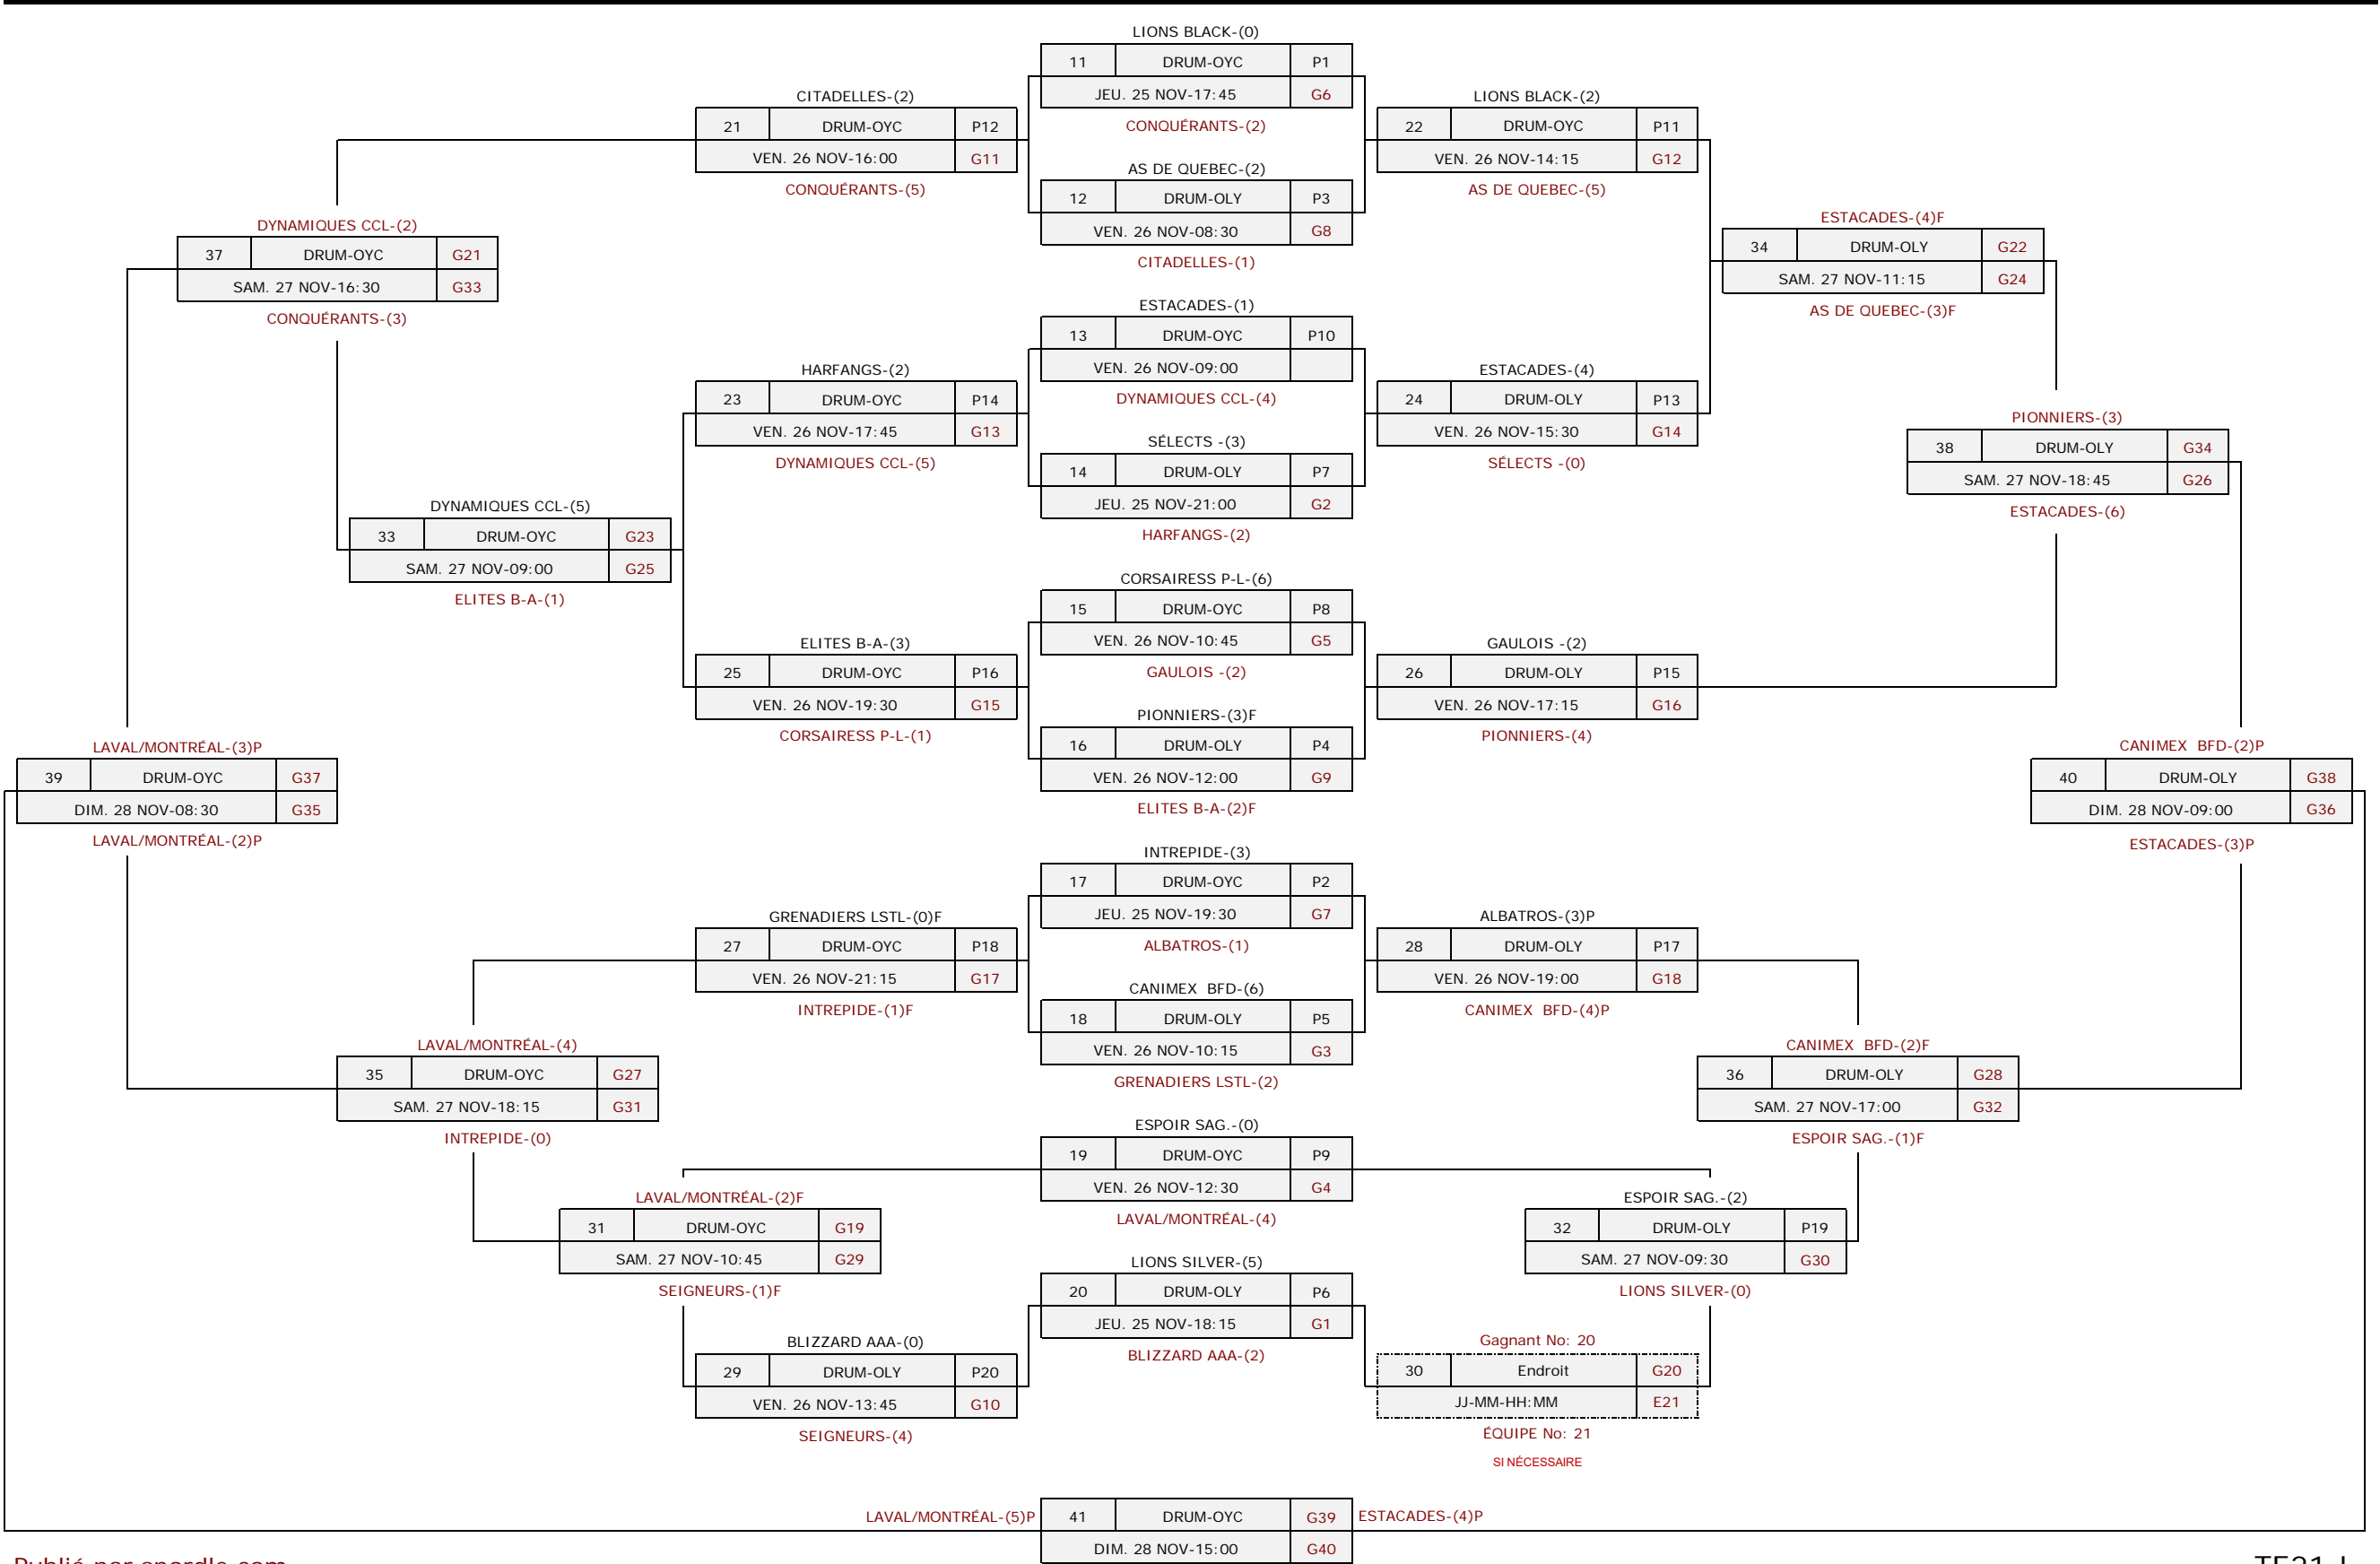 LIONS BLACK-(0)
11 DRUM-OYC P1
JEU. 25 NOV-17:45 G6
CONQUÉRANTS-(2)
CITADELLES-(2)
21 DRUM-OYC P12
VEN. 26 NOV-16:00 G11
CONQUÉRANTS-(5)
LIONS BLACK-(2)
22 DRUM-OYC P11
VEN. 26 NOV-14:15 G12
AS DE QUEBEC-(5)
AS DE QUEBEC-(2)
12 DRUM-OLY P3
VEN. 26 NOV-08:30 G8
CITADELLES-(1)
DYNAMIQUES CCL-(2)
37 DRUM-OYC G21
SAM. 27 NOV-16:30 G33
CONQUÉRANTS-(3)
ESTACADES-(4)F
34 DRUM-OLY G22
SAM. 27 NOV-11:15 G24
AS DE QUEBEC-(3)F
ESTACADES-(1)
13 DRUM-OYC P10
VEN. 26 NOV-09:00
DYNAMIQUES CCL-(4)
HARFANGS-(2)
23 DRUM-OYC P14
VEN. 26 NOV-17:45 G13
DYNAMIQUES CCL-(5)
ESTACADES-(4)
24 DRUM-OLY P13
VEN. 26 NOV-15:30 G14
SÉLECTS -(0)
SÉLECTS -(3)
14 DRUM-OLY P7
JEU. 25 NOV-21:00 G2
HARFANGS-(2)
PIONNIERS-(3)
38 DRUM-OLY G34
SAM. 27 NOV-18:45 G26
ESTACADES-(6)
DYNAMIQUES CCL-(5)
33 DRUM-OYC G23
SAM. 27 NOV-09:00 G25
ELITES B-A-(1)
CORSAIRESS P-L-(6)
15 DRUM-OYC P8
VEN. 26 NOV-10:45 G5
GAULOIS -(2)
ELITES B-A-(3)
25 DRUM-OYC P16
VEN. 26 NOV-19:30 G15
CORSAIRESS P-L-(1)
GAULOIS -(2)
26 DRUM-OLY P15
VEN. 26 NOV-17:15 G16
PIONNIERS-(4)
PIONNIERS-(3)F
16 DRUM-OLY P4
VEN. 26 NOV-12:00 G9
ELITES B-A-(2)F
LAVAL/MONTRÉAL-(3)P
39 DRUM-OYC G37
DIM. 28 NOV-08:30 G35
LAVAL/MONTRÉAL-(2)P
CANIMEX BFD-(2)P
40 DRUM-OLY G38
DIM. 28 NOV-09:00 G36
ESTACADES-(3)P
INTREPIDE-(3)
17 DRUM-OYC P2
JEU. 25 NOV-19:30 G7
ALBATROS-(1)
GRENADIERS LSTL-(0)F
27 DRUM-OYC P18
VEN. 26 NOV-21:15 G17
INTREPIDE-(1)F
ALBATROS-(3)P
28 DRUM-OLY P17
VEN. 26 NOV-19:00 G18
CANIMEX BFD-(4)P
CANIMEX BFD-(6)
18 DRUM-OLY P5
VEN. 26 NOV-10:15 G3
GRENADIERS LSTL-(2)
LAVAL/MONTRÉAL-(4)
35 DRUM-OYC G27
SAM. 27 NOV-18:15 G31
INTREPIDE-(0)
CANIMEX BFD-(2)F
36 DRUM-OLY G28
SAM. 27 NOV-17:00 G32
ESPOIR SAG.-(1)F
ESPOIR SAG.-(0)
19 DRUM-OYC P9
VEN. 26 NOV-12:30 G4
LAVAL/MONTRÉAL-(4)
LAVAL/MONTRÉAL-(2)F
31 DRUM-OYC G19
SAM. 27 NOV-10:45 G29
SEIGNEURS-(1)F
ESPOIR SAG.-(2)
32 DRUM-OLY P19
SAM. 27 NOV-09:30 G30
LIONS SILVER-(0)
LIONS SILVER-(5)
20 DRUM-OLY P6
JEU. 25 NOV-18:15 G1
BLIZZARD AAA-(2)
BLIZZARD AAA-(0)
29 DRUM-OLY P20
VEN. 26 NOV-13:45 G10
SEIGNEURS-(4)
Gagnant No: 20
30 Endroit G20
JJ-MM-HH:MM E21
ÉQUIPE No: 21
SI NÉCESSAIRE
LAVAL/MONTRÉAL-(5)P 41 DRUM-OYC G39 ESTACADES-(4)P
DIM. 28 NOV-15:00 G40